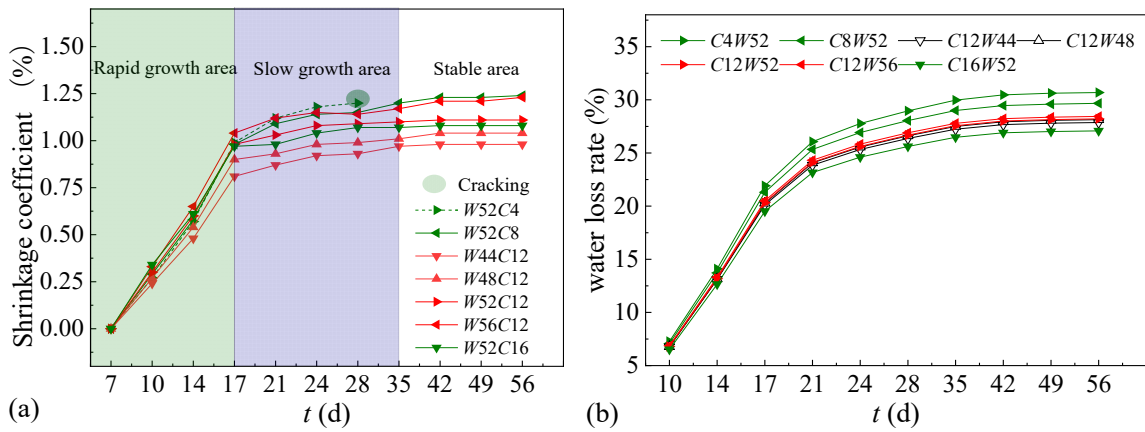 Shrinkage coefficient (%)
1.50
1.25
1.00
0.75
0.50
0.25
0.00
Rapid growth area
Slow growth area
Stable area
Cracking
W52C4
W52C8
W44C12
W48C12
W52C12
W56C12
W52C16
7 10 14 17 21 24 28 35 42 49 56
(a)
t (d)
water loss rate (%)
35
30
25
20
15
10
5
C4W52 C8W52 C12W44 C12W48
C12W52 C12W56 C16W52
10 14 17 21 24 28 35 42 49 56
(b)
t (d)